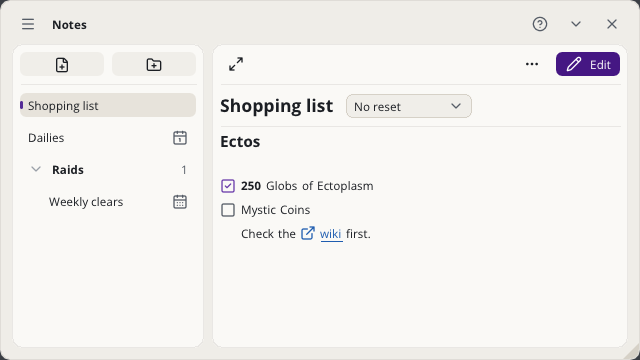 Notes
Edit
Shopping list
Dailies
Raids 1
Weekly clears
Shopping list No reset
Ectos
250 Globs of Ectoplasm
Mystic Coins
Check the wiki first.